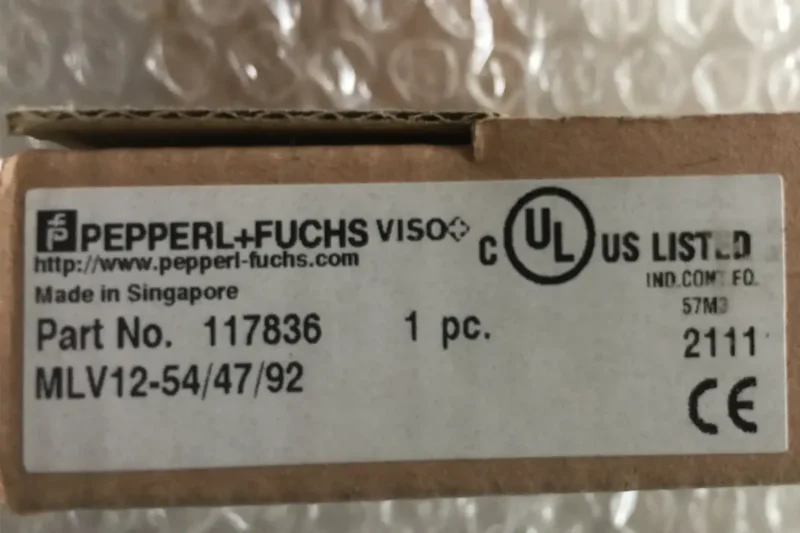 PEPPERL+FUCHS VISO
http://www.pepperl-fuchs.com
Made in Singapore
Part No. 117836 1 pc.
MLV12-54/47/92
C UL US LISTED
IND.CONT EQ.
57M3
2111
CE